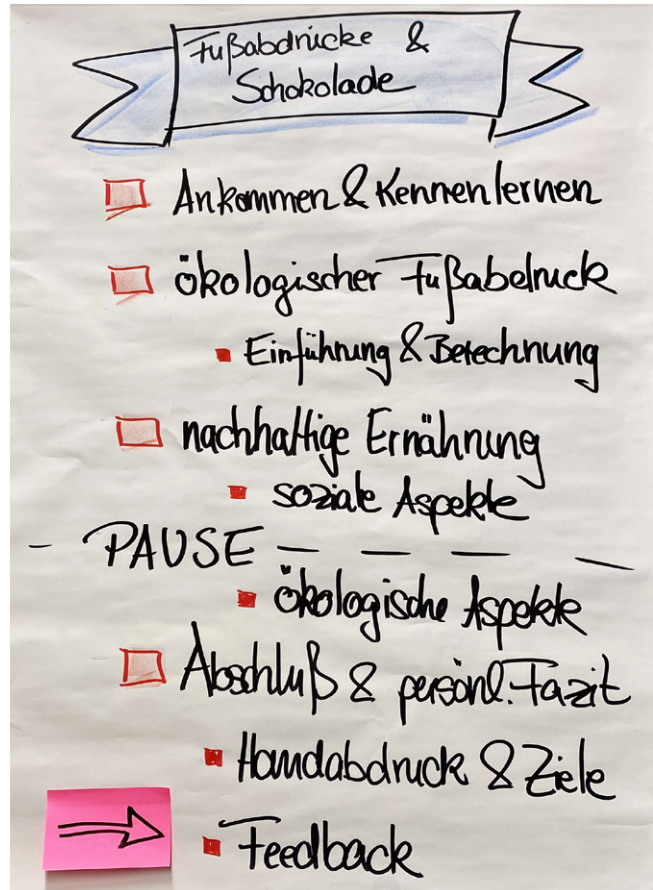 Fußabdrücke &
Schokolade
Ankommen & Kennenlernen
ökologischer Fußabdruck
Einführung & Berechnung
nachhaltige Ernährung
soziale Aspekte
- PAUSE - - - -
ökologische Aspekte
Abschluß & persönl. Fazit
Handabdruck & Ziele
Feedback